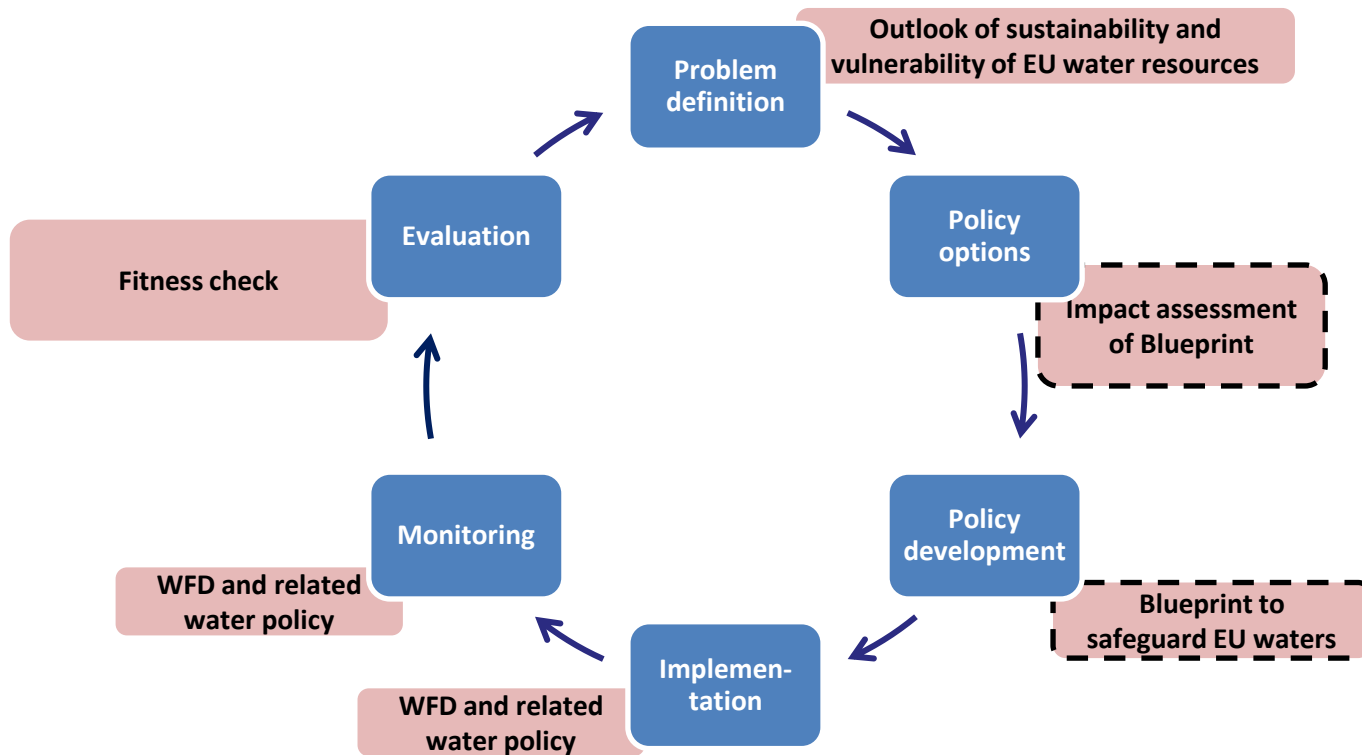 Outlook of sustainability and
vulnerability of EU water resources
Problem
definition
Policy
options
Impact assessment
of Blueprint
Policy
development
Blueprint to
safeguard EU waters
Implemen-
tation
WFD and related
water policy
Monitoring
WFD and related
water policy
Evaluation
Fitness check